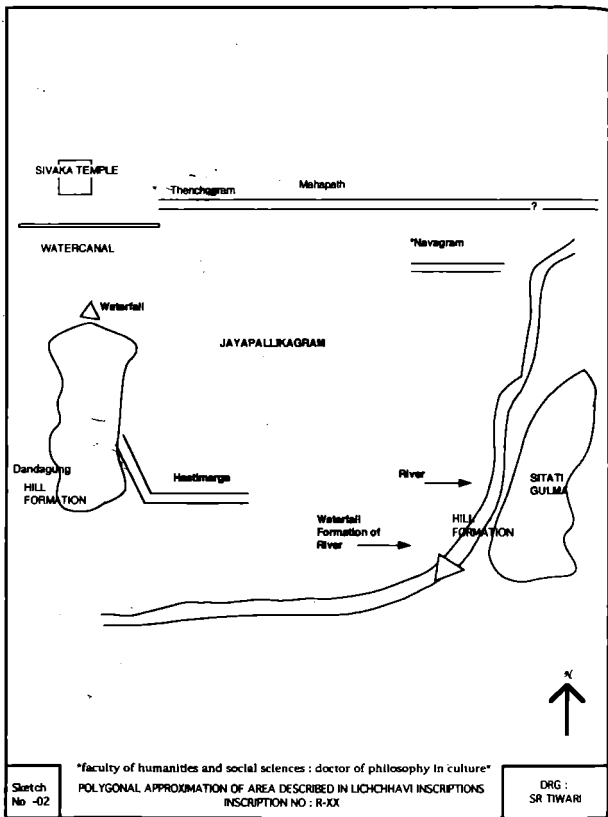 SIVAKA TEMPLE
Thenchogram
Mahapath
?
WATERCANAL
*Navagram
Waterfall
JAYAPALLIKAGRAM
Dandagung
HILL
FORMATION
Hastimarga
River
SITATI
GULMA
Waterfall
Formation of
River
HILL
FORMATION
N
"faculty of humanities and social sciences : doctor of philosophy in culture"
Sketch
No -02
POLYGONAL APPROXIMATION OF AREA DESCRIBED IN LICHCHHAVI INSCRIPTIONS
INSCRIPTION NO : R-XX
DRG :
SR TIWARI